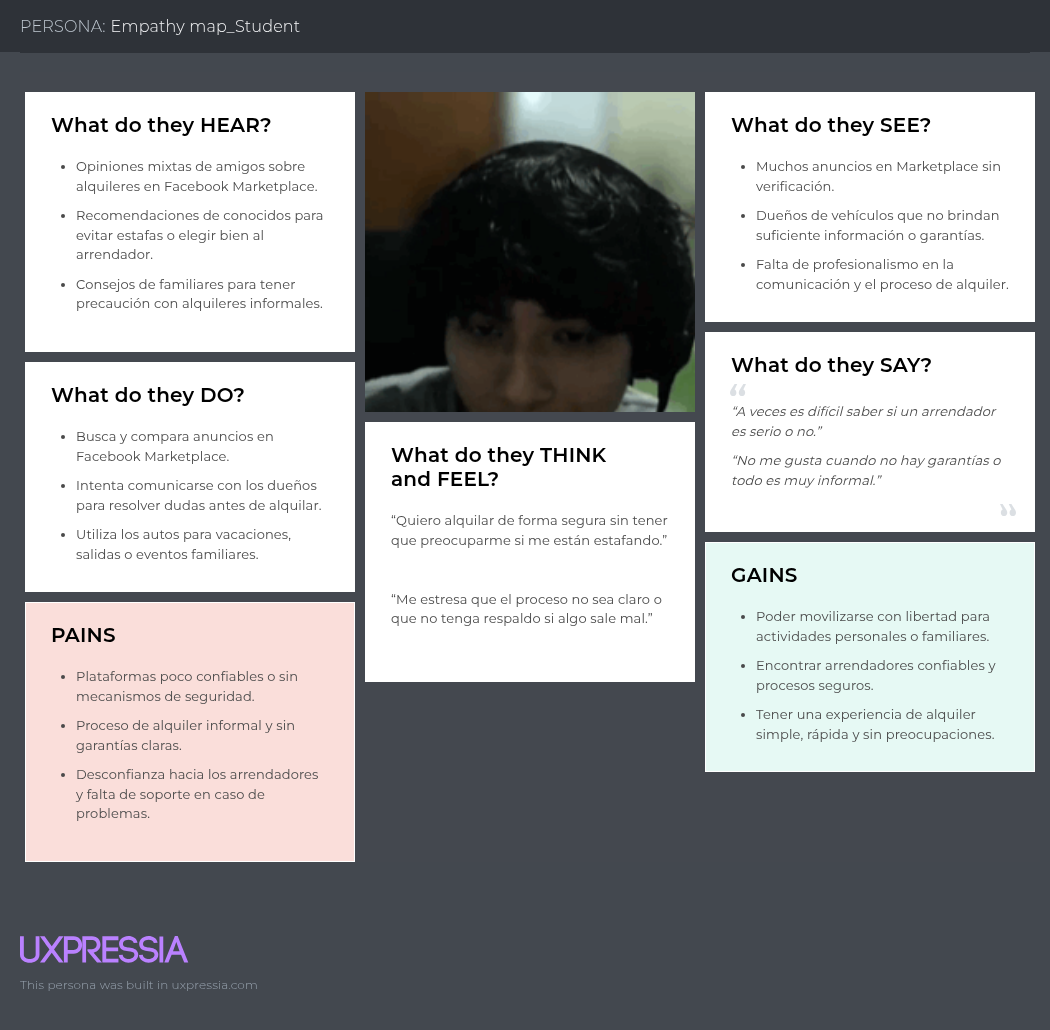 PERSONA: Empathy map_Student
What do they HEAR?
Opiniones mixtas de amigos sobre
alquileres en Facebook Marketplace.
Recomendaciones de conocidos para
evitar estafas o elegir bien al
arrendador.
Consejos de familiares para tener
precaución con alquileres informales.
What do they DO?
Busca y compara anuncios en
Facebook Marketplace.
Intenta comunicarse con los dueños
para resolver dudas antes de alquilar.
Utiliza los autos para vacaciones,
salidas o eventos familiares.
PAINS
Plataformas poco confiables o sin
mecanismos de seguridad.
Proceso de alquiler informal y sin
garantías claras.
Desconfianza hacia los arrendadores
y falta de soporte en caso de
problemas.
What do they THINK
and FEEL?
“Quiero alquilar de forma segura sin tener
que preocuparme si me están estafando.”
“Me estresa que el proceso no sea claro o
que no tenga respaldo si algo sale mal.”
What do they SEE?
Muchos anuncios en Marketplace sin
verificación.
Dueños de vehículos que no brindan
suficiente información o garantías.
Falta de profesionalismo en la
comunicación y el proceso de alquiler.
What do they SAY?
“A veces es difícil saber si un arrendador
es serio o no.”
“No me gusta cuando no hay garantías o
todo es muy informal.”
GAINS
Poder movilizarse con libertad para
actividades personales o familiares.
Encontrar arrendadores confiables y
procesos seguros.
Tener una experiencia de alquiler
simple, rápida y sin preocupaciones.
UXPRESSIA
This persona was built in uxpressia.com